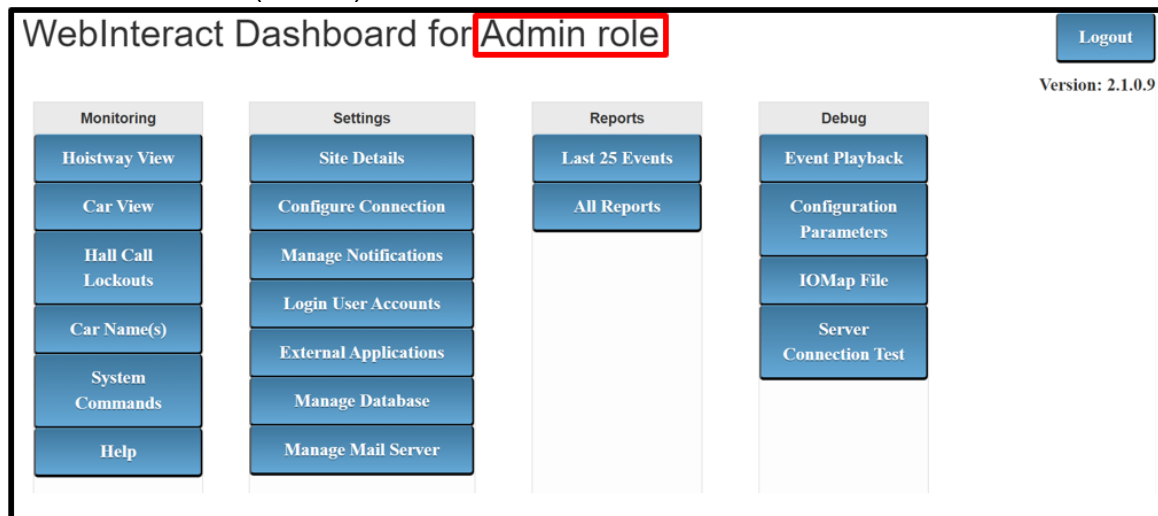 WebInteract Dashboard for Admin role
Logout
Version: 2.1.0.9
Monitoring
Hoistway View
Car View
Hall Call
Lockouts
Car Name(s)
System
Commands
Help
Settings
Site Details
Configure Connection
Manage Notifications
Login User Accounts
External Applications
Manage Database
Manage Mail Server
Reports
Last 25 Events
All Reports
Debug
Event Playback
Configuration
Parameters
IOMap File
Server
Connection Test